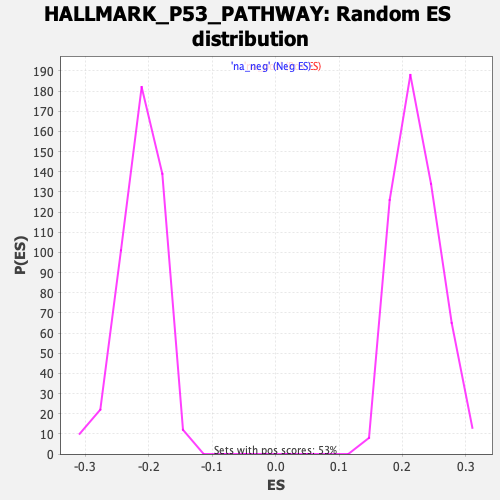 HALLMARK_P53_PATHWAY: Random ES
distribution
'na_neg' (Neg ES) ES)
190
180
170
160
150
140
130
120
110
100
90
80
70
60
50
40
30
20
10
0
P(ES)
Sets with pos scores: 53%
-0.3 -0.2 -0.1 0.0 0.1 0.2 0.3
ES